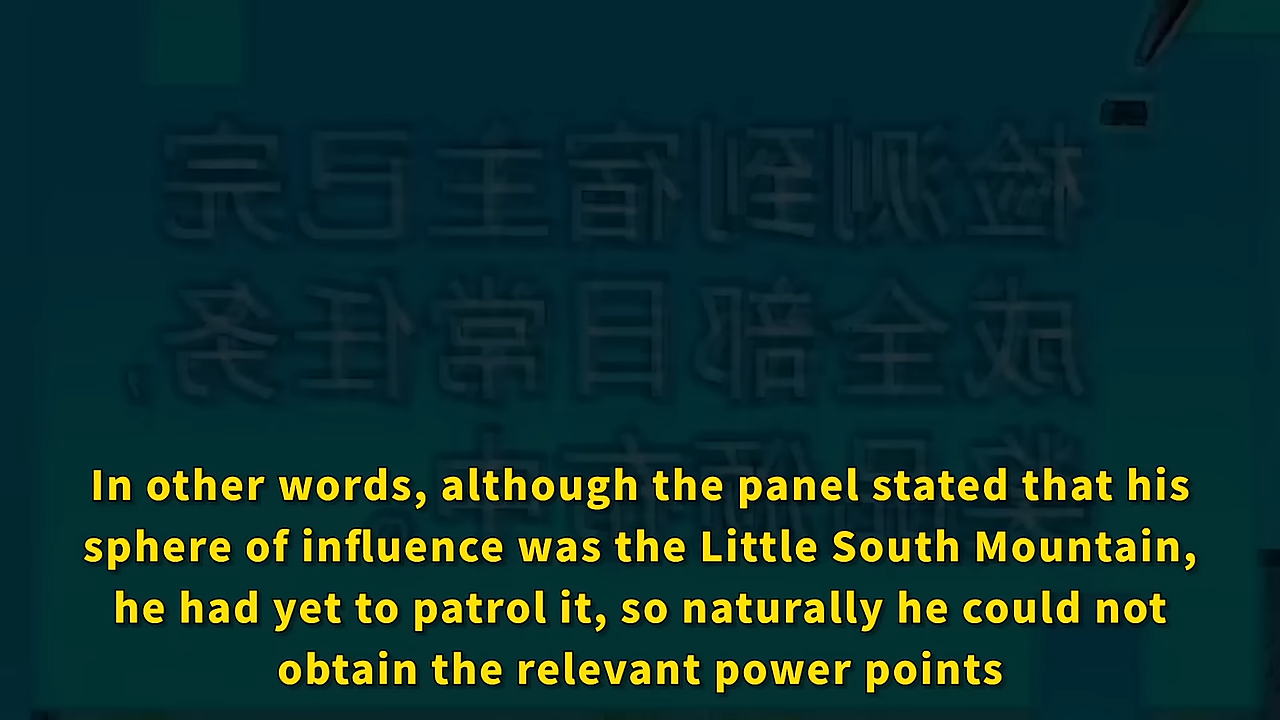 检测到宿主已完
成全部日常任务,
In other words, although the panel stated that his
sphere of influence was the Little South Mountain,
he had yet to patrol it, so naturally he could not
obtain the relevant power points